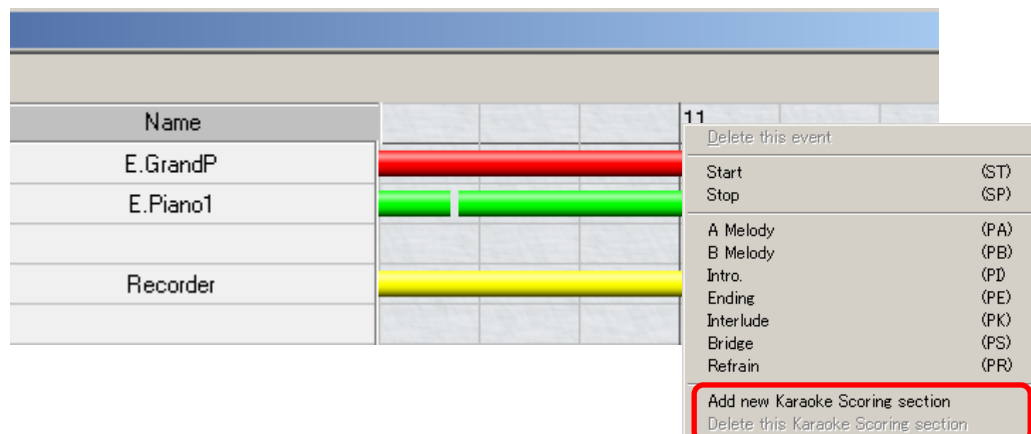 Name
11
E.GrandP
E.Piano1
Recorder
Delete this event
Start (ST)
Stop (SP)
A Melody (PA)
B Melody (PB)
Intro. (PI)
Ending (PE)
Interlude (PK)
Bridge (PS)
Refrain (PR)
Add new Karaoke Scoring section
Delete this Karaoke Scoring section